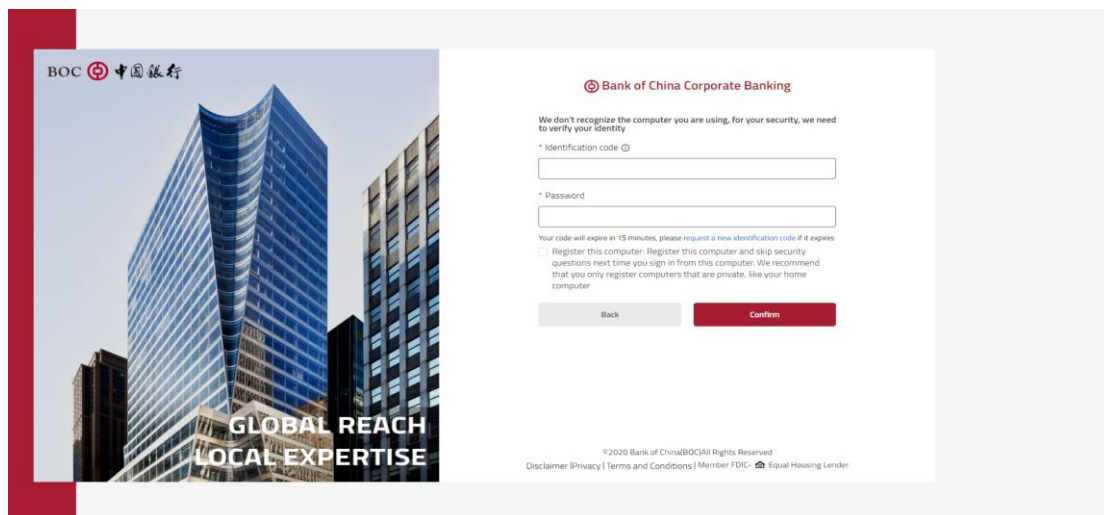 BOC 中国银行
GLOBAL REACH
LOCAL EXPERTISE
Bank of China Corporate Banking
We don't recognize the computer you are using, for your security, we need
to verify your identity
* Identification code
* Password
Your code will expire in 15 minutes, please request a new identification code if it expires
Register this computer: Register this computer and skip security
questions next time you sign in from this computer. We recommend
that you only register computers that are private, like your home
computer
Back
Confirm
©2020 Bank of China(BOC)All Rights Reserved
Disclaimer |Privacy | Terms and Conditions | Member FDIC- Equal Housing Lender